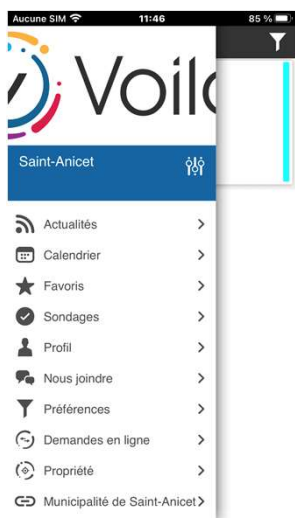 Aucune SIM 11:46 85 %
Voilà
Saint-Anicet
Actualités
Calendrier
Favoris
Sondages
Profil
Nous joindre
Préférences
Demandes en ligne
Propriété
Municipalité de Saint-Anicet